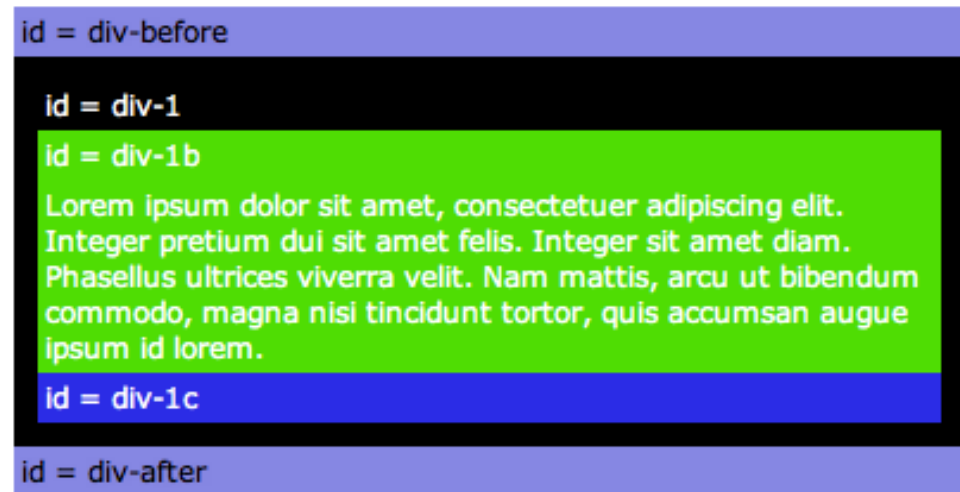 id = div-before
id = div-1
id = div-1b
Lorem ipsum dolor sit amet, consectetuer adipiscing elit.
Integer pretium dui sit amet felis. Integer sit amet diam.
Phasellus ultrices viverra velit. Nam mattis, arcu ut bibendum
commodo, magna nisi tincidunt tortor, quis accumsan augue
ipsum id lorem.
id = div-1c
id = div-after